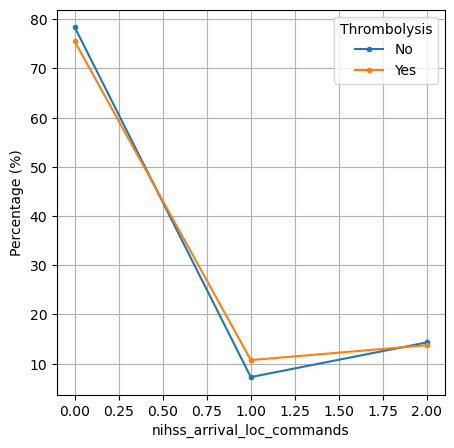 Thrombolysis
No
Yes
Percentage (%)
80
70
60
50
40
30
20
10
0.00 0.25 0.50 0.75 1.00 1.25 1.50 1.75 2.00
nihss_arrival_loc_commands